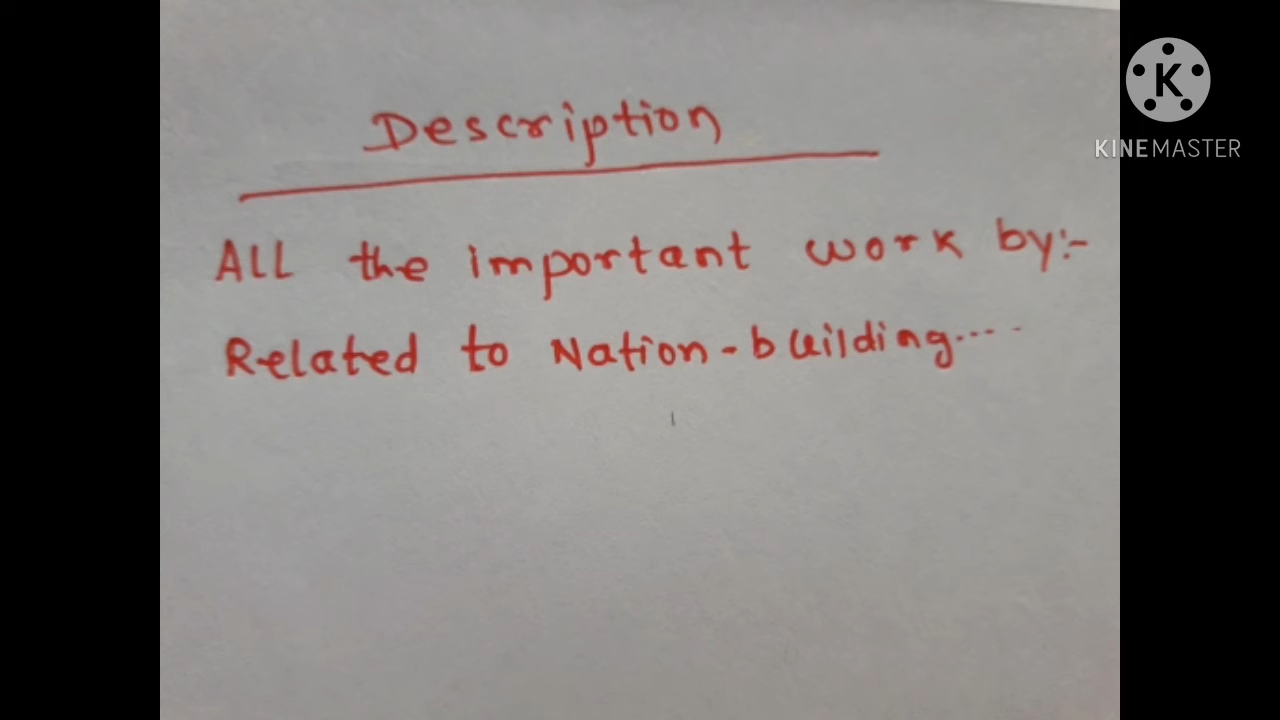 Description
ALL the important work by:-
Related to Nation-building.....
K
KINEMASTER